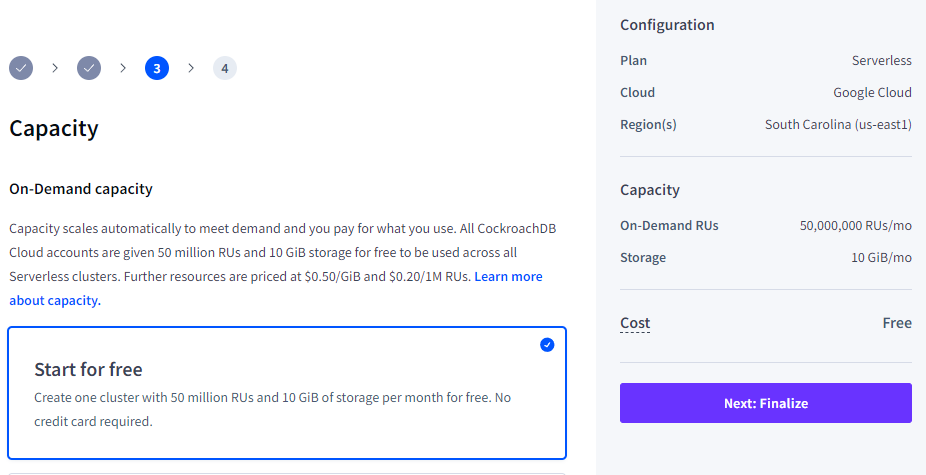 3
4
Capacity
On-Demand capacity
Capacity scales automatically to meet demand and you pay for what you use. All CockroachDB
Cloud accounts are given 50 million RUs and 10 GiB storage for free to be used across all
Serverless clusters. Further resources are priced at $0.50/GiB and $0.20/1M RUs. Learn more
about capacity.
Start for free
Create one cluster with 50 million RUs and 10 GiB of storage per month for free. No
credit card required.
Configuration
Plan Serverless
Cloud Google Cloud
Region(s) South Carolina (us-east1)
Capacity
On-Demand RUs 50,000,000 RUs/mo
Storage 10 GiB/mo
Cost Free
Next: Finalize